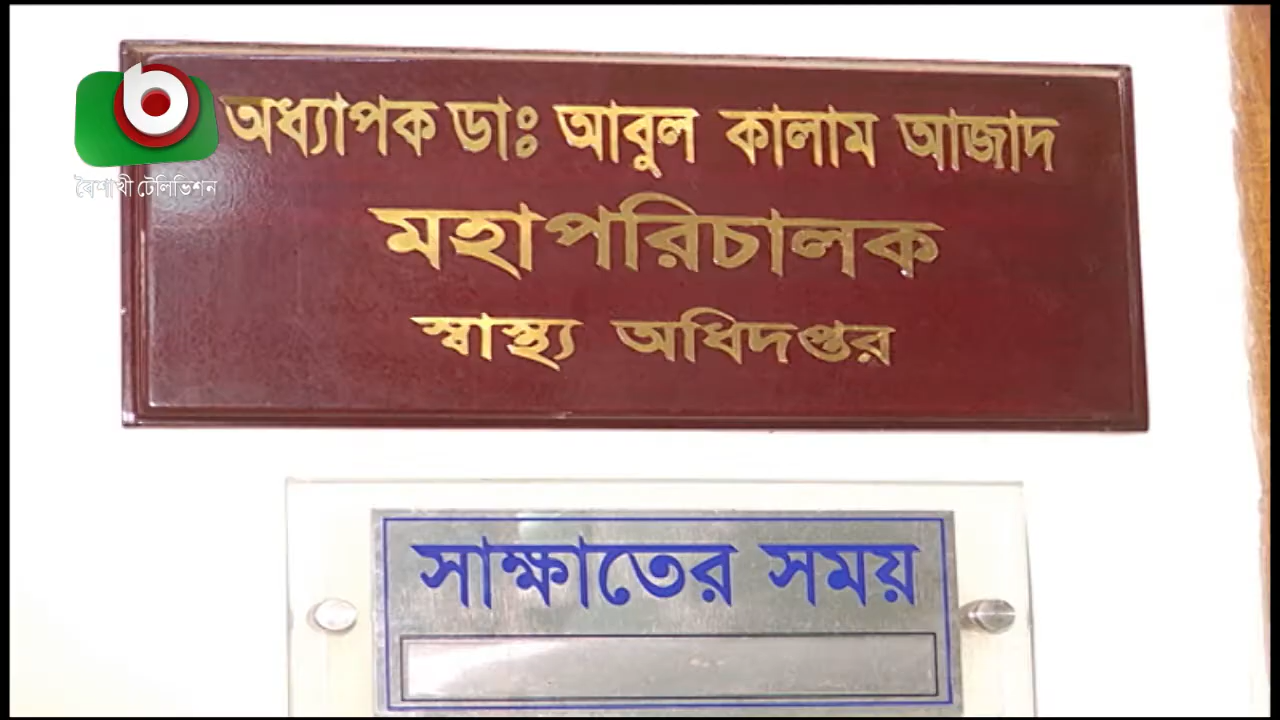 অধ্যাপক ডাঃ আবুল কালাম আজাদ
বৈশাখী টেলিভিশন
মহাপরিচালক
স্বাস্থ্য অধিদপ্তর
সাক্ষাতের সময়